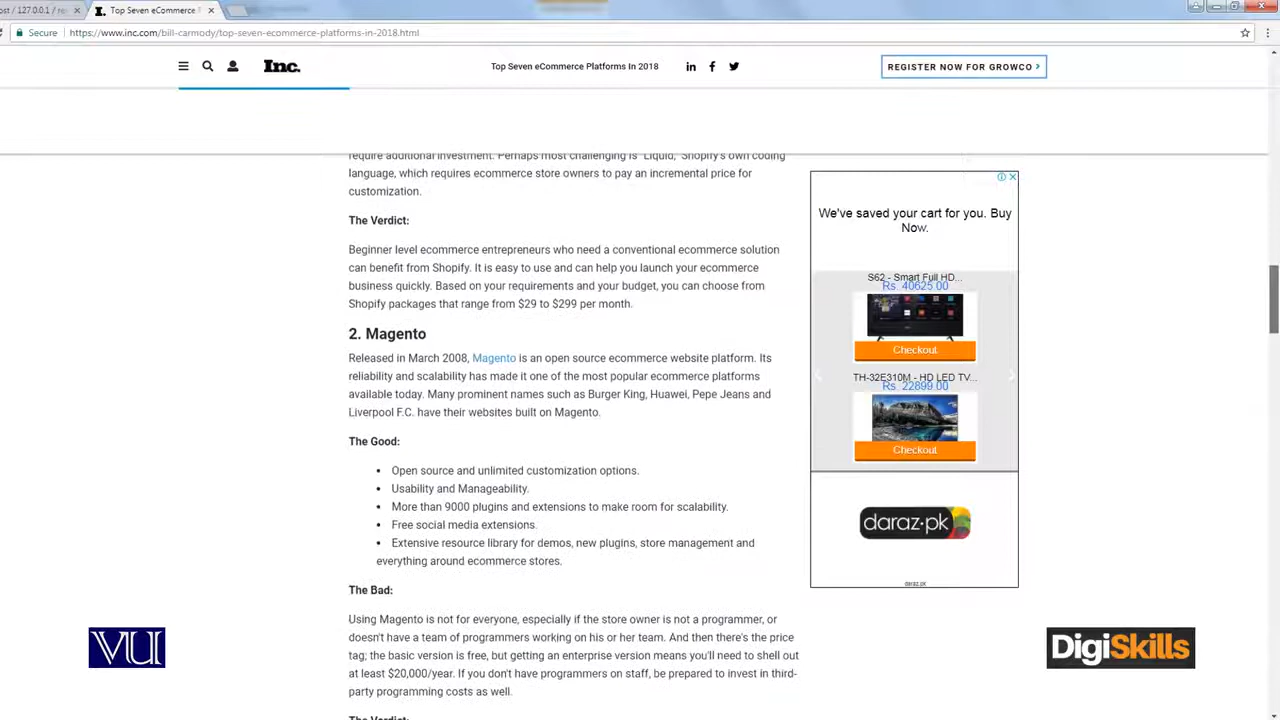 ost / 127.0.0.1 / re
Top Seven eCommerce P
Secure https://www.inc.com/bill-carmody/top-seven-ecommerce-platforms-in-2018.html
Inc.
Top Seven eCommerce Platforms In 2018
REGISTER NOW FOR GROWCO >
require additional investment. Perhaps most challenging is "Liquid," Shopify's own coding
language, which requires ecommerce store owners to pay an incremental price for
customization.
The Verdict:
Beginner level ecommerce entrepreneurs who need a conventional ecommerce solution
can benefit from Shopify. It is easy to use and can help you launch your ecommerce
business quickly. Based on your requirements and your budget, you can choose from
Shopify packages that range from $29 to $299 per month.
2. Magento
Released in March 2008, Magento is an open source ecommerce website platform. Its
reliability and scalability has made it one of the most popular ecommerce platforms
available today. Many prominent names such as Burger King, Huawei, Pepe Jeans and
Liverpool F.C. have their websites built on Magento.
The Good:
• Open source and unlimited customization options.
• Usability and Manageability.
• More than 9000 plugins and extensions to make room for scalability.
• Free social media extensions.
• Extensive resource library for demos, new plugins, store management and
everything around ecommerce stores.
The Bad:
Using Magento is not for everyone, especially if the store owner is not a programmer, or
doesn't have a team of programmers working on his or her team. And then there's the price
tag; the basic version is free, but getting an enterprise version means you'll need to shell out
at least $20,000/year. If you don't have programmers on staff, be prepared to invest in third-
party programming costs as well.
The Verdict:
We've saved your cart for you. Buy
Now.
S62 - Smart Full HD...
Rs. 40625.00
Checkout
TH-32E310M - HD LED TV...
Rs. 22899.00
Checkout
daraz.pk
daraz.pk
VU
DigiSkills